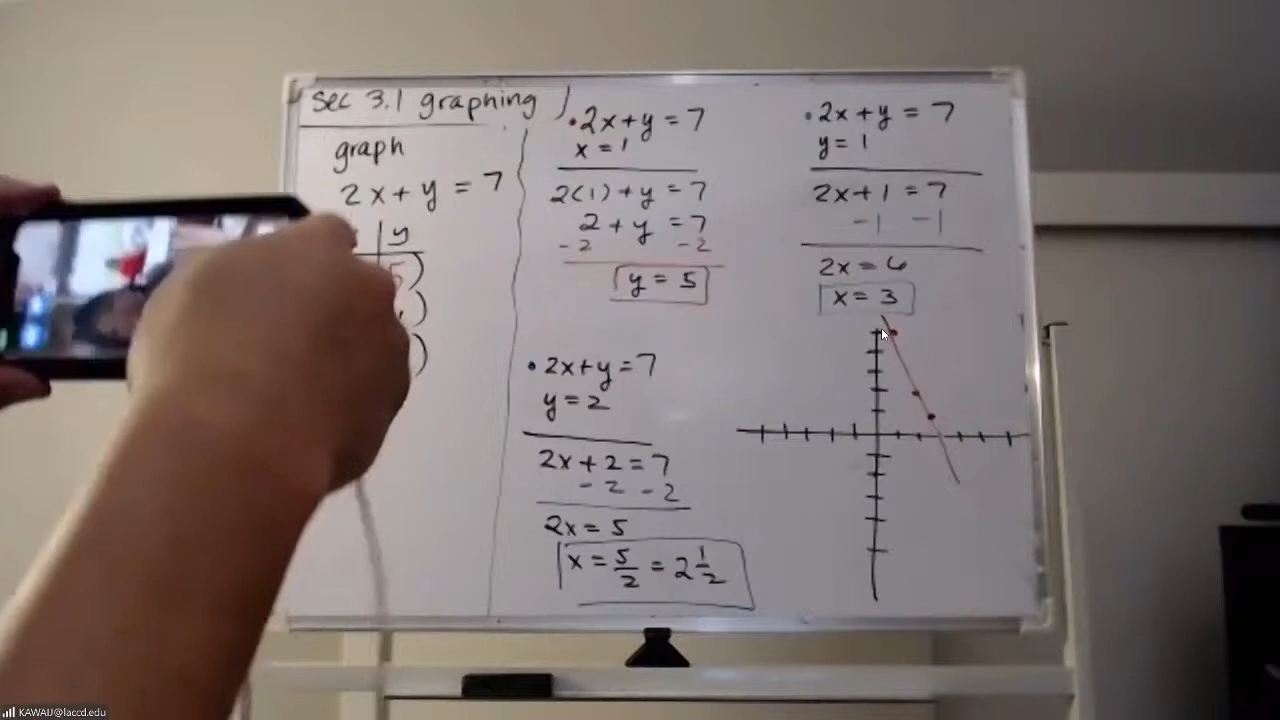 sec 3.1 graphing
graph
2x + y = 7
y
5)
)
)
• 2x + y = 7
x = 1
2(1) + y = 7
2 + y = 7
-2 -2
y = 5
• 2x + y = 7
y = 1
2x + 1 = 7
-1 -1
2x = 6
x = 3
• 2x + y = 7
y = 2
2x + 2 = 7
- 2 - 2
2x = 5
x = 5/2 = 2 1/2
KAWAIJ@laccd.edu